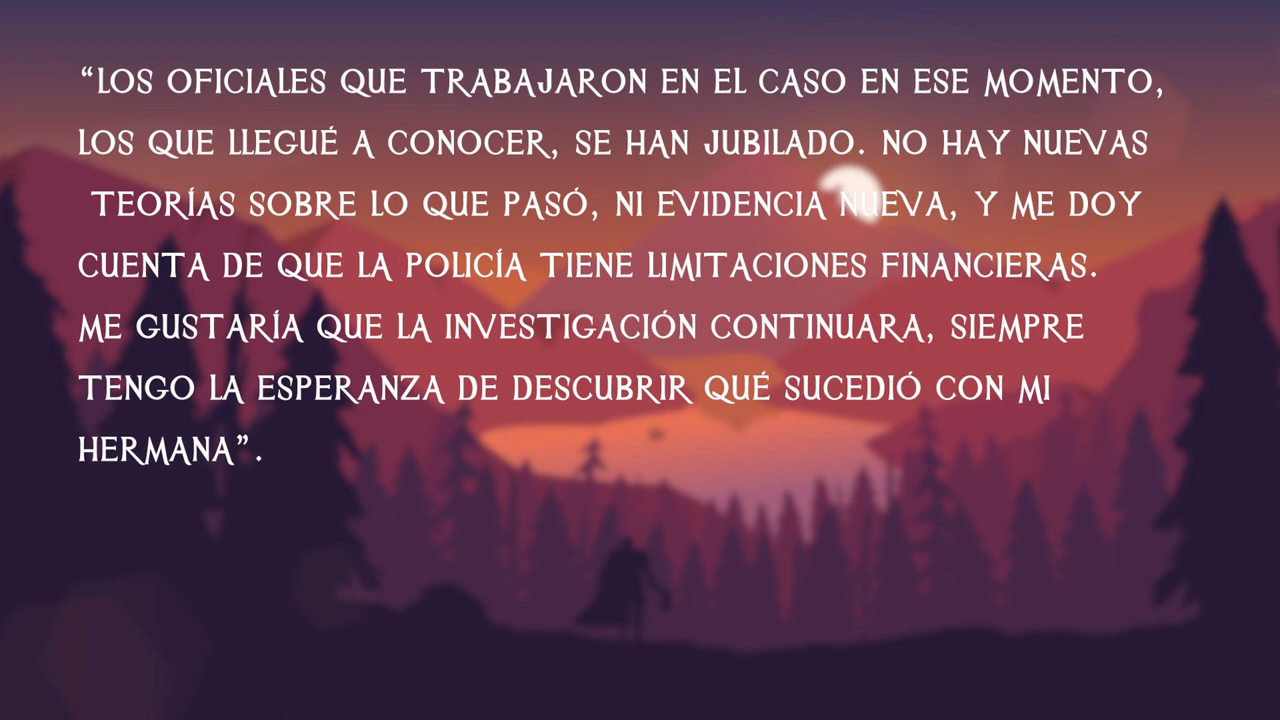 “LOS OFICIALES QUE TRABAJARON EN EL CASO EN ESE MOMENTO,
LOS QUE LLEGUÉ A CONOCER, SE HAN JUBILADO. NO HAY NUEVAS
TEORÍAS SOBRE LO QUE PASÓ, NI EVIDENCIA NUEVA, Y ME DOY
CUENTA DE QUE LA POLICÍA TIENE LIMITACIONES FINANCIERAS.
ME GUSTARÍA QUE LA INVESTIGACIÓN CONTINUARA, SIEMPRE
TENGO LA ESPERANZA DE DESCUBRIR QUÉ SUCEDIÓ CON MI
HERMANA”.